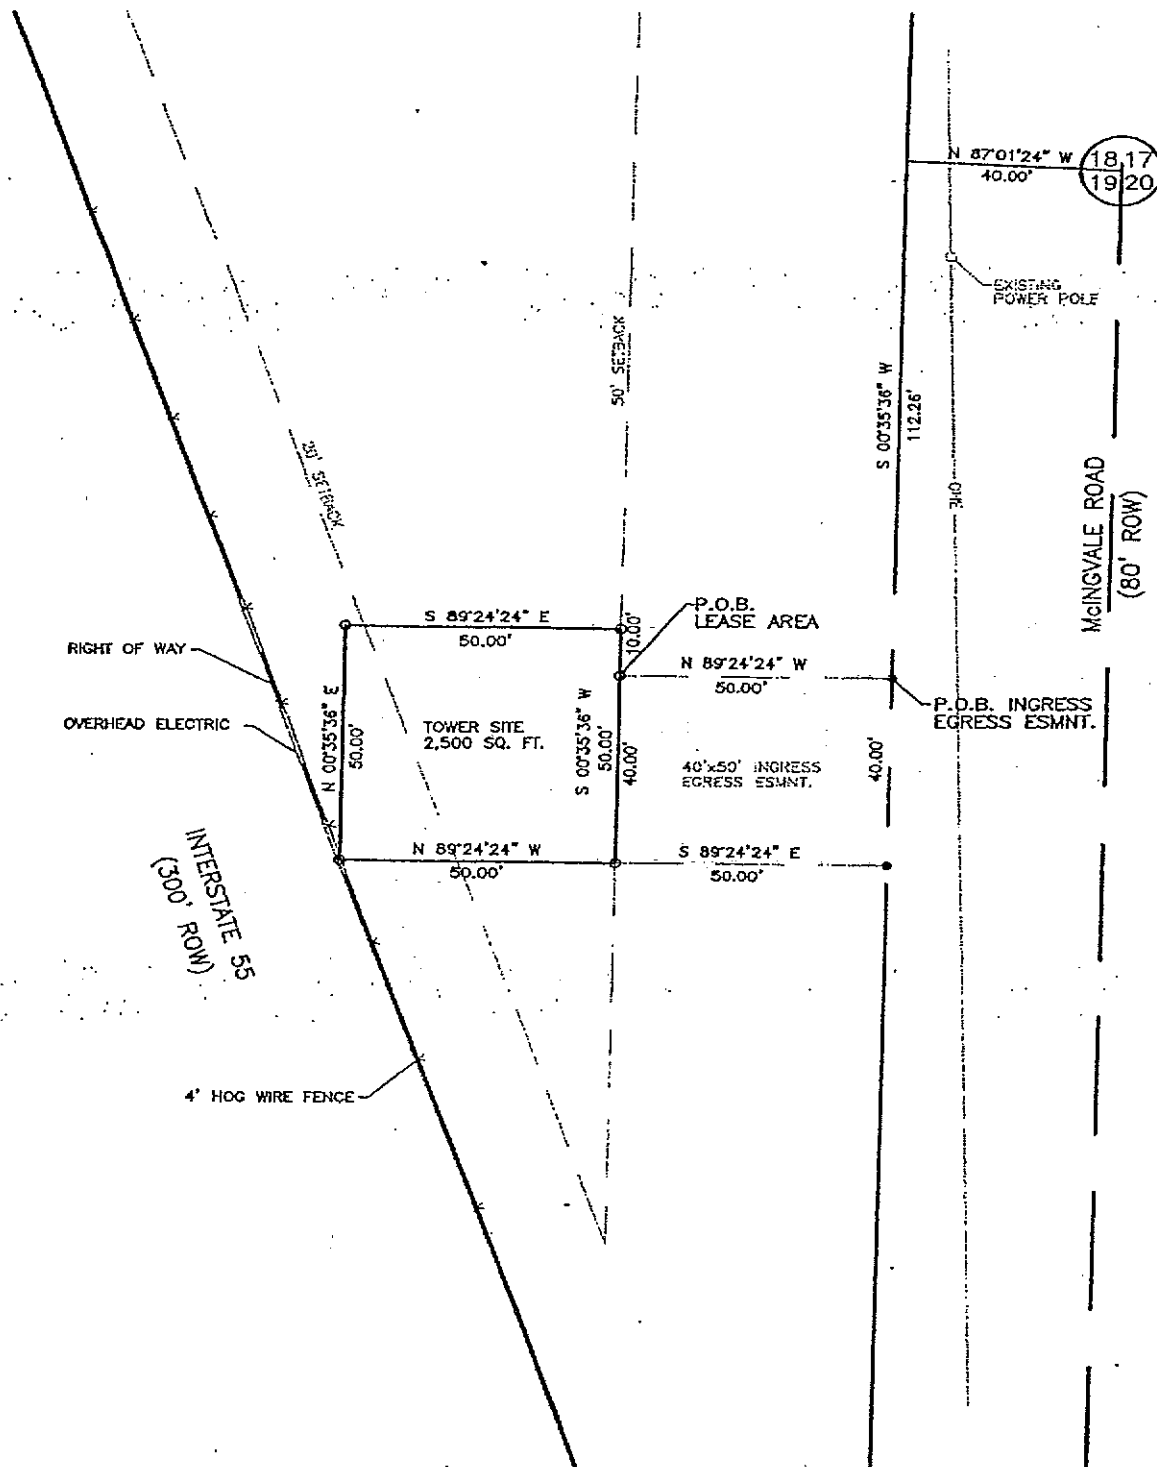 N 87°01'24" W
40.00'
18 17
19 20
EXISTING
POWER POLE
50' SETBACK
S 00°35'36" W
112.26'
20' SETBACK
OHE
McINGVALE ROAD
(80' ROW)
S 89°24'24" E
50.00'
10.00'
P.O.B.
LEASE AREA
RIGHT OF WAY
N 89°24'24" W
50.00'
OVERHEAD ELECTRIC
N 00°35'36" E
50.00'
TOWER SITE
2,500 SQ. FT.
S 00°35'36" W
50.00'
40.00'
P.O.B. INGRESS
EGRESS ESMNT.
40'x50' INGRESS
EGRESS ESMNT.
40.00'
N 89°24'24" W
50.00'
S 89°24'24" E
50.00'
INTERSTATE 55
(300' ROW)
4' HOG WIRE FENCE